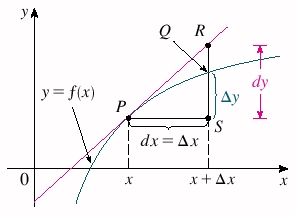 y
Q
R
y = f(x)
P
Δy
dy
S
dx = Δx
0
x
x + Δx
x